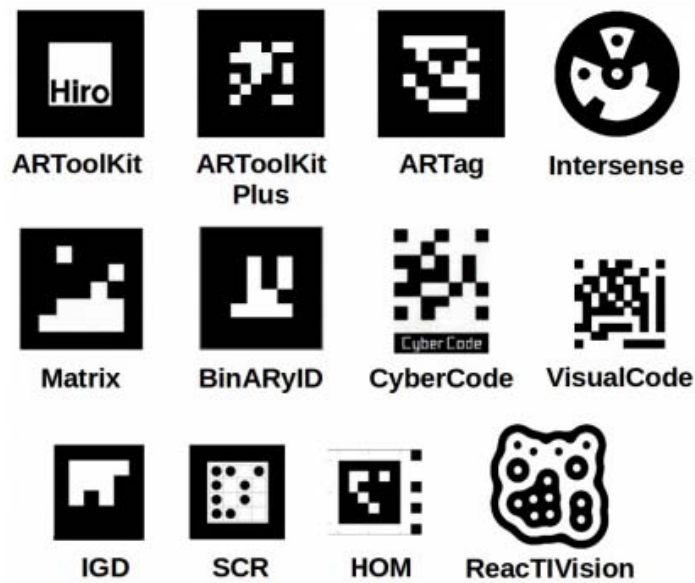 Hiro
ARToolKit
ARToolKit
Plus
ARTag
Intersense
Matrix
BinARyID
CyberCode
CyberCode
VisualCode
IGD
SCR
HOM
ReacTIVision